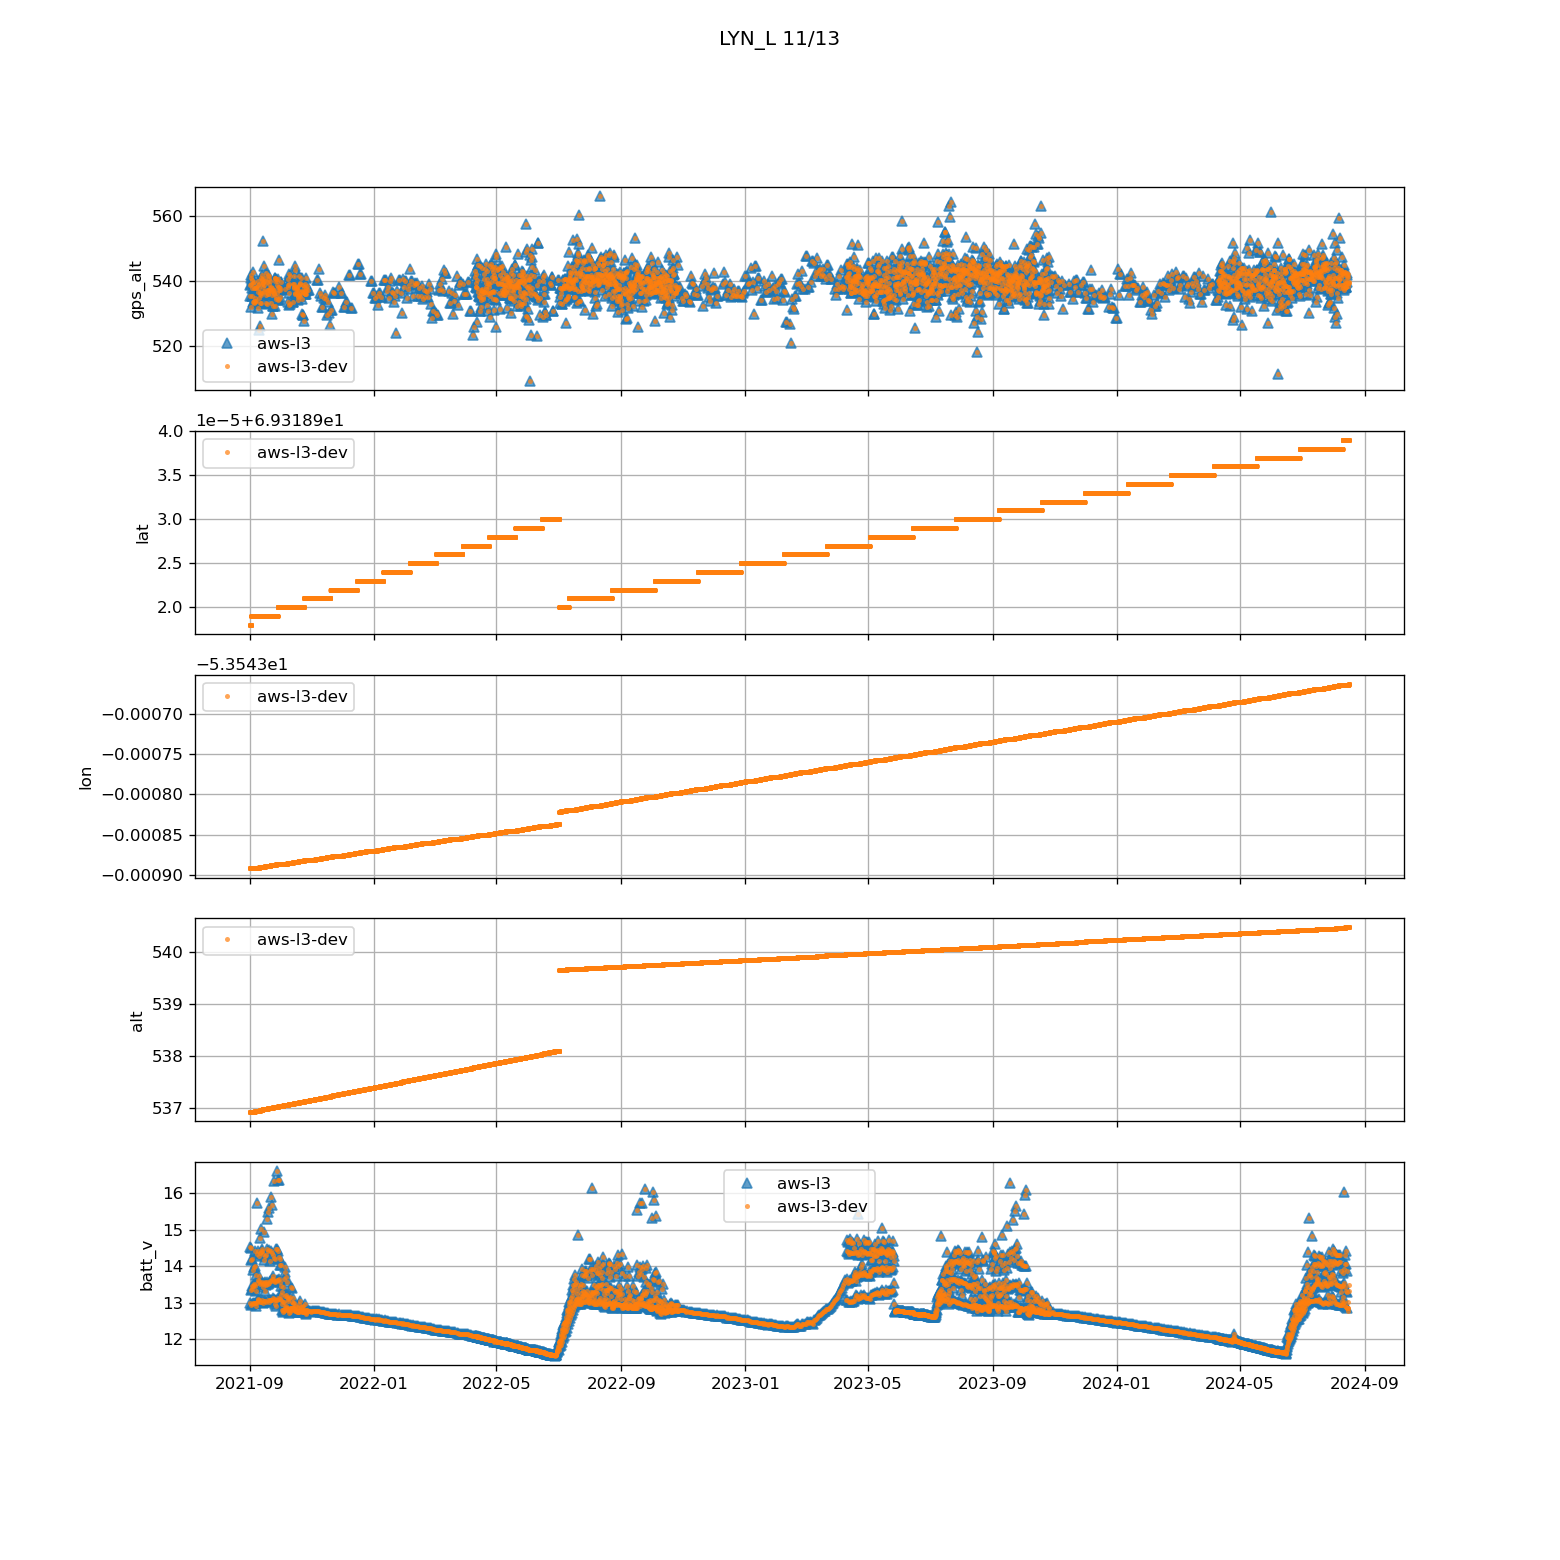 LYN_L 11/13
560
540
520
gps_alt
aws-l3
aws-l3-dev
1e−5+6.93189e1
4.0
3.5
3.0
2.5
2.0
lat
aws-l3-dev
−5.3543e1
−0.00070
−0.00075
−0.00080
−0.00085
−0.00090
lon
aws-l3-dev
540
539
538
537
alt
aws-l3-dev
16
15
14
13
12
batt_v
aws-l3
aws-l3-dev
2021-09
2022-01
2022-05
2022-09
2023-01
2023-05
2023-09
2024-01
2024-05
2024-09